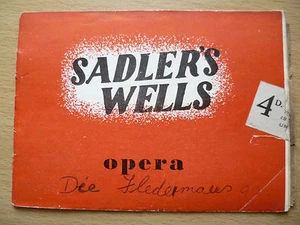 SADLER'S
WELLS
4D.
opera
Die Fledermaus